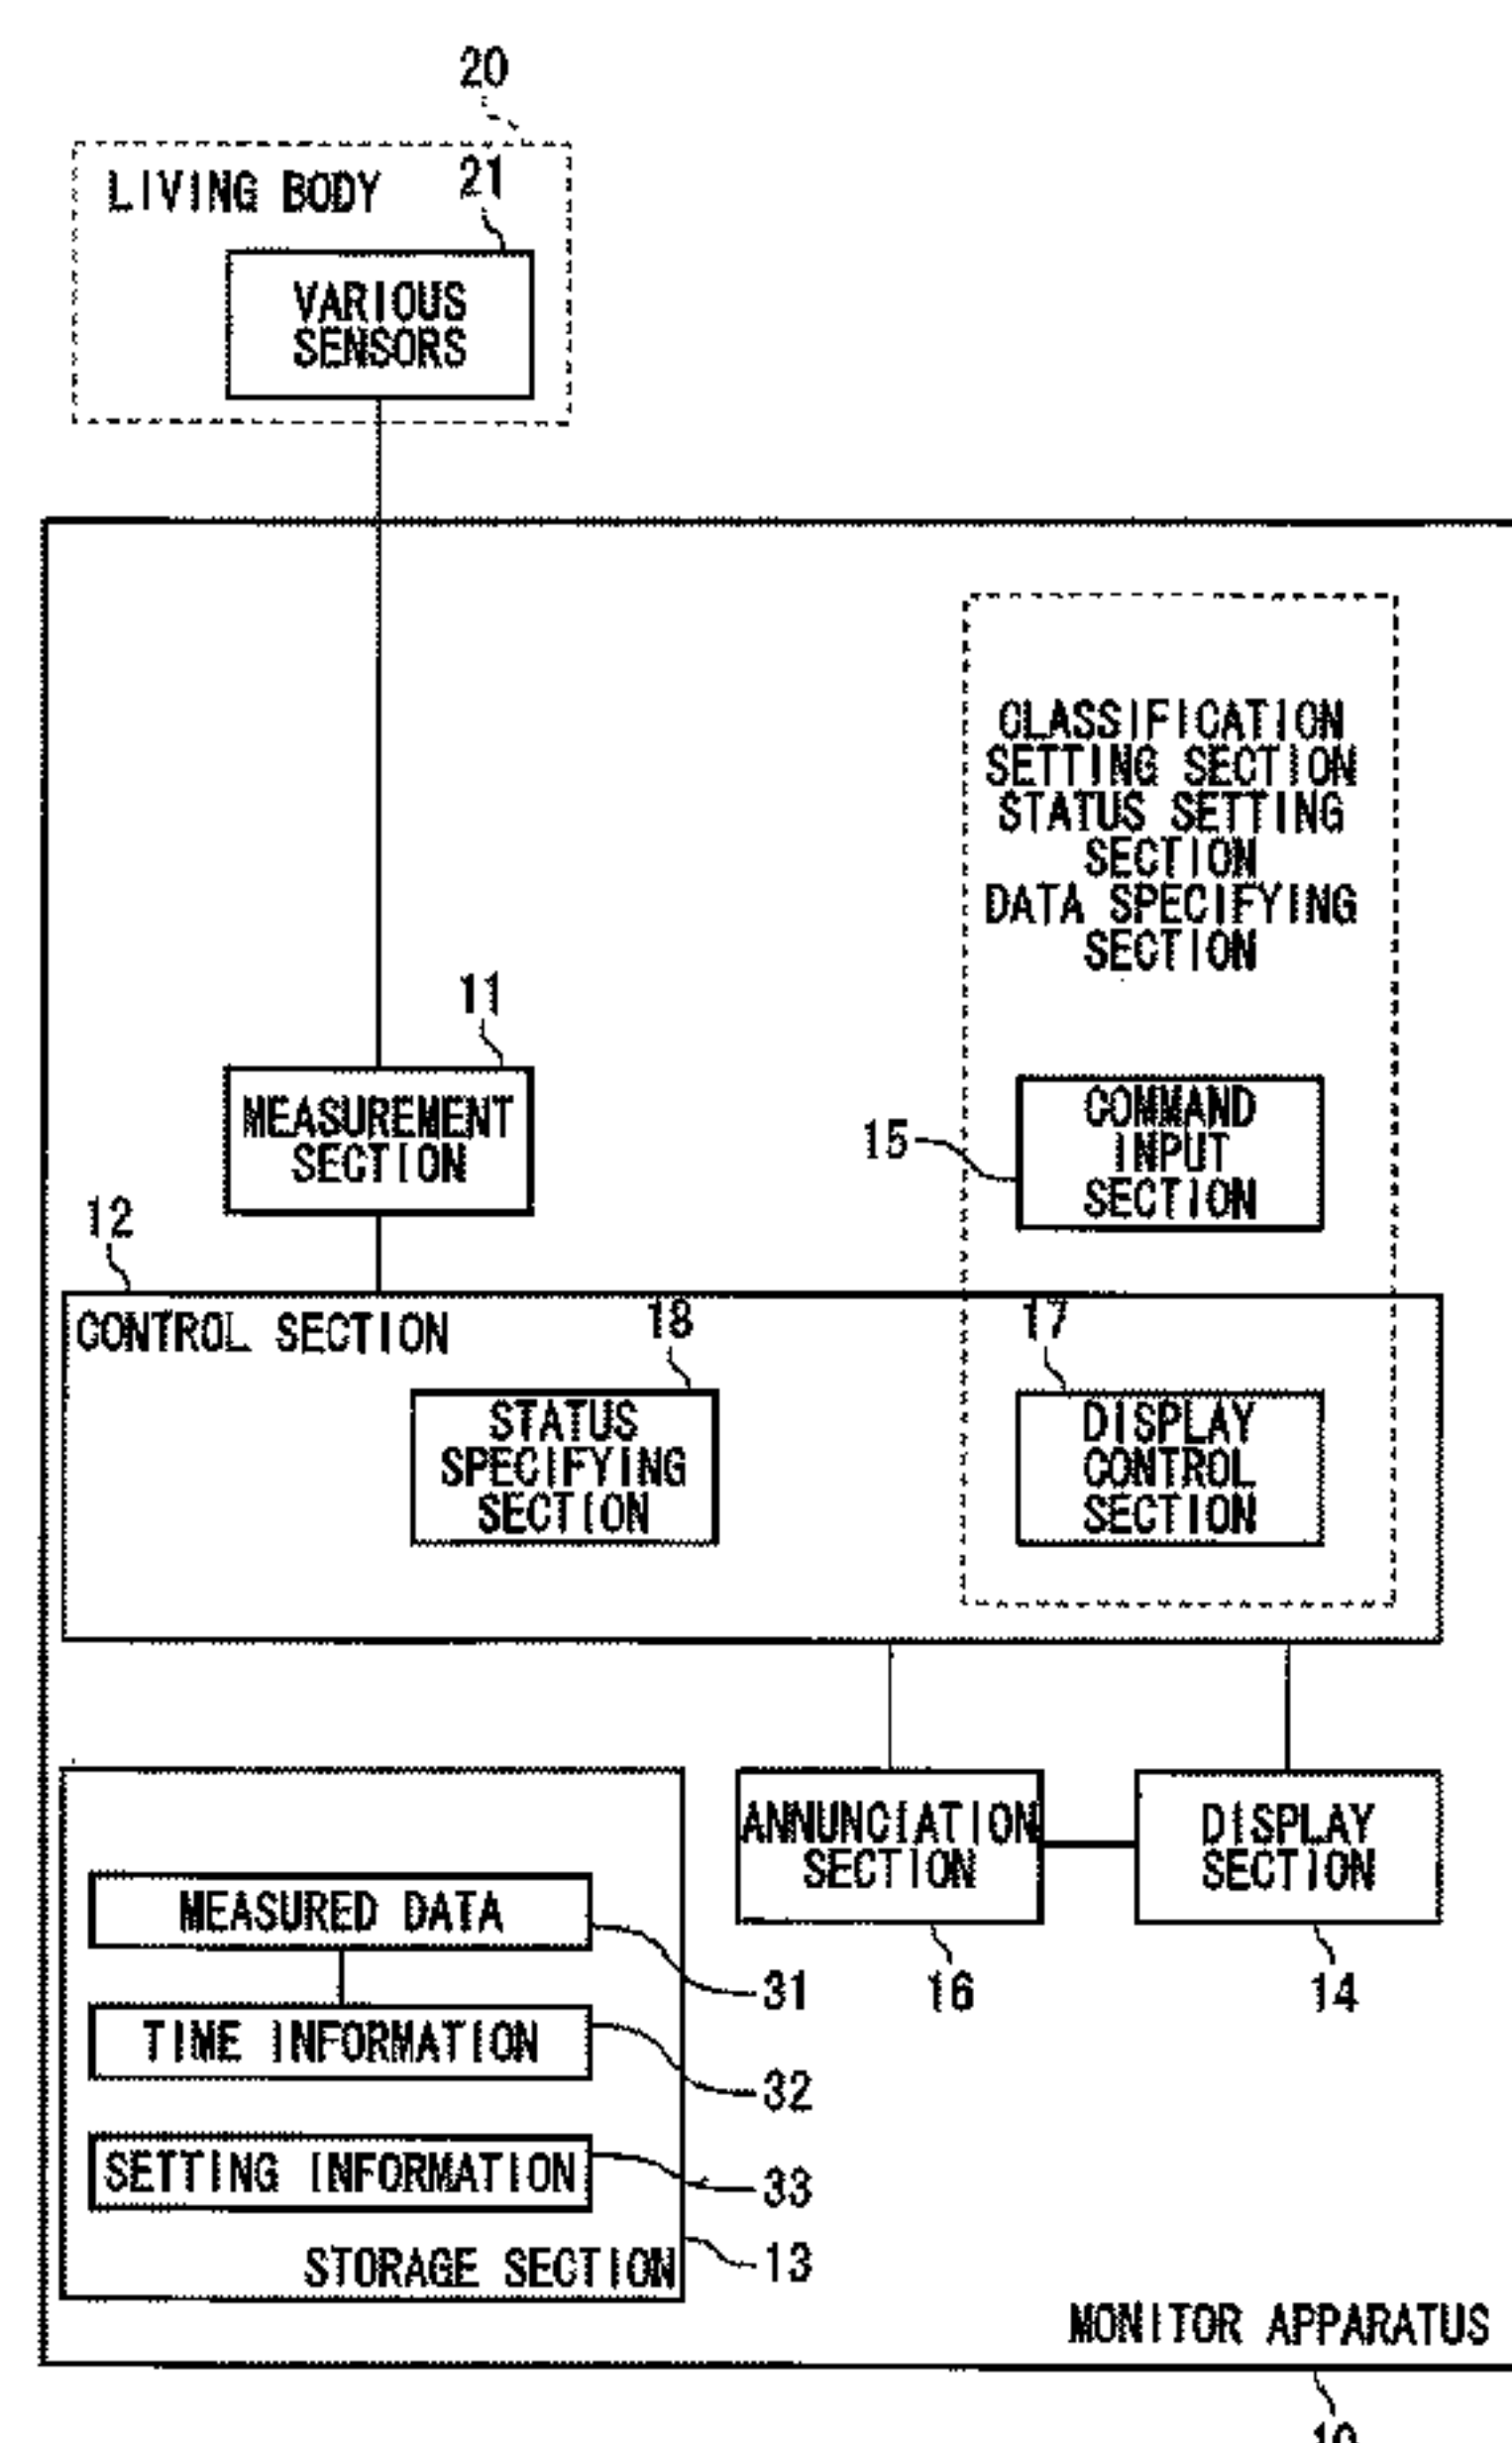 20
LIVING BODY
21
VARIOUS
SENSORS
CLASSIFICATION
SETTING SECTION
STATUS SETTING
SECTION
DATA SPECIFYING
SECTION
11
MEASUREMENT
SECTION
15
COMMAND
INPUT
SECTION
12
CONTROL SECTION
18
17
STATUS
SPECIFYING
SECTION
DISPLAY
CONTROL
SECTION
ANNUNCIATION
SECTION
DISPLAY
SECTION
MEASURED DATA
31
16
14
TIME INFORMATION
32
SETTING INFORMATION
33
STORAGE SECTION
13
MONITOR APPARATUS